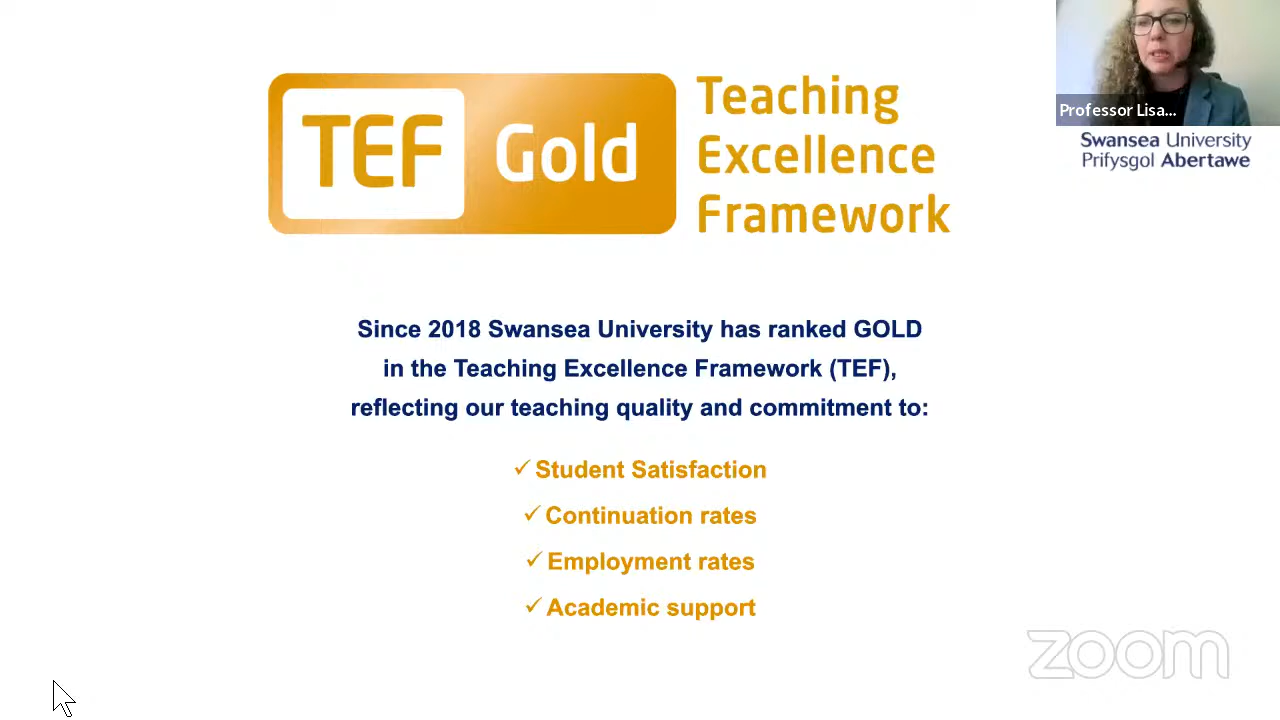 TEF Gold
Teaching
Excellence
Framework
Professor Lisa...
Swansea University
Prifysgol Abertawe
Since 2018 Swansea University has ranked GOLD
in the Teaching Excellence Framework (TEF),
reflecting our teaching quality and commitment to:
✓ Student Satisfaction
✓ Continuation rates
✓ Employment rates
✓ Academic support
zoom